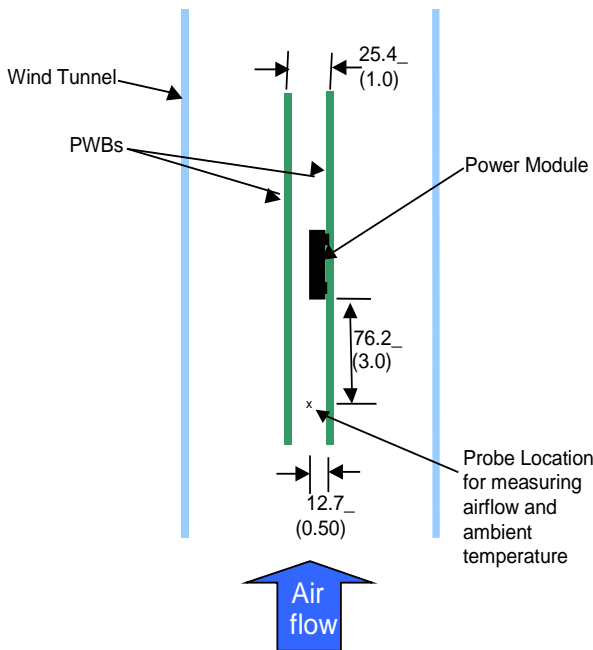 25.4_
(1.0)
Wind Tunnel
PWBs
Power Module
76.2_
(3.0)
x
Probe Location
for measuring
airflow and
ambient
temperature
12.7_
(0.50)
Air
flow